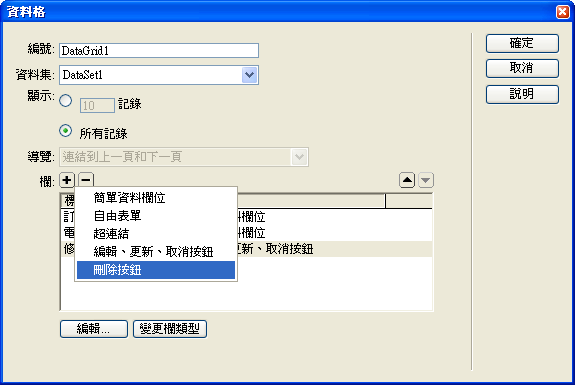 資料格
編號: DataGrid1
確定
資料集: DataSet1
取消
顯示: 10 記錄
說明
所有記錄
導覽: 連結到上一頁和下一頁
欄:
標
簡單資料欄位
自由表單
超連結
編輯、更新、取消按鈕
刪除按鈕
訂 料欄位
電 料欄位
修 更新、取消按鈕
編輯... 變更欄類型